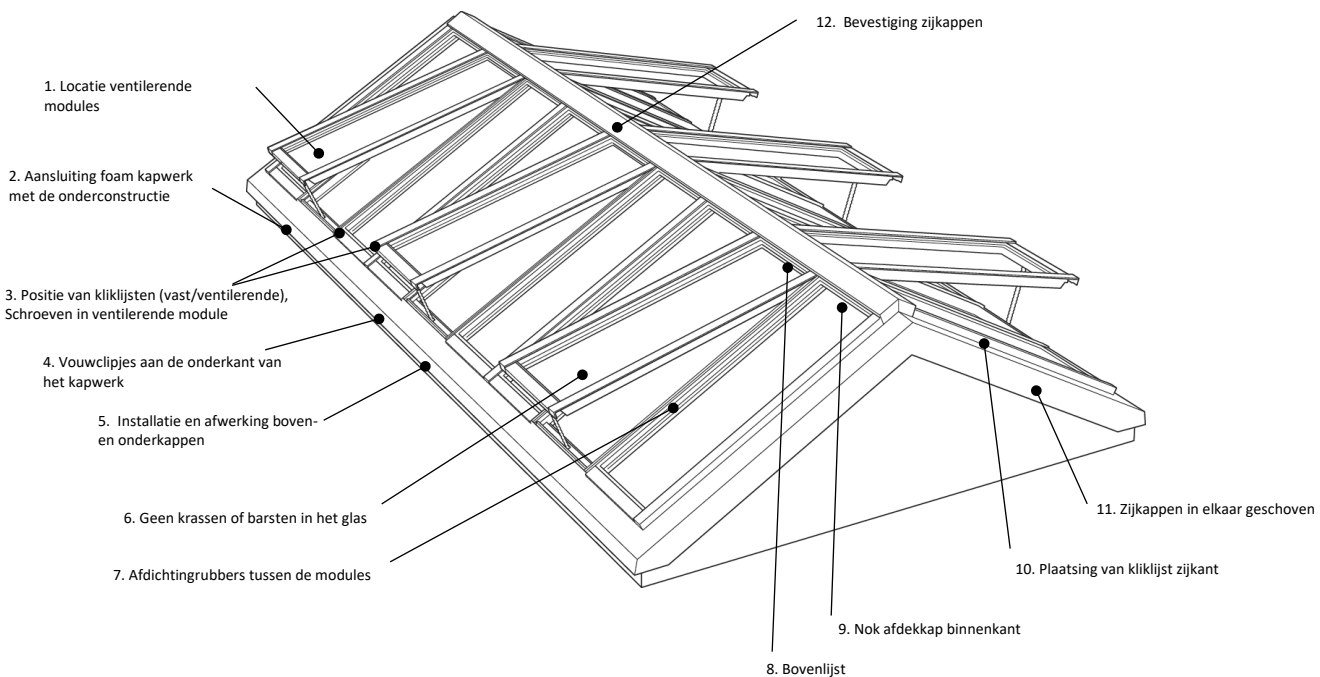 12. Bevestiging zijkappen
1. Locatie ventilerende
modules
2. Aansluiting foam kapwerk
met de onderconstructie
3. Positie van kliklijsten (vast/ventilerende),
Schroeven in ventilerende module
4. Vouwclipjes aan de onderkant van
het kapwerk
5. Installatie en afwerking boven-
en onderkappen
6. Geen krassen of barsten in het glas
7. Afdichtingrubbers tussen de modules
11. Zijkappen in elkaar geschoven
10. Plaatsing van kliklijst zijkant
9. Nok afdekkap binnenkant
8. Bovenlijst